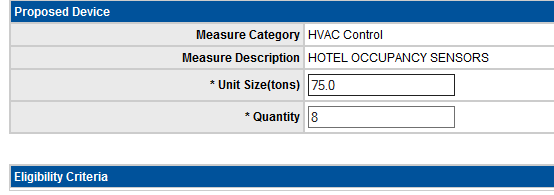 Proposed Device
Measure Category HVAC Control
Measure Description HOTEL OCCUPANCY SENSORS
* Unit Size(tons) 75.0
* Quantity 8
Eligibility Criteria